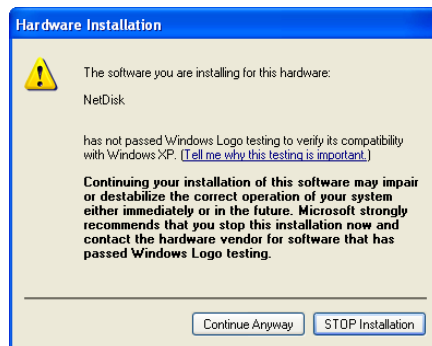 Hardware Installation
The software you are installing for this hardware:
NetDisk
has not passed Windows Logo testing to verify its compatibility
with Windows XP. (Tell me why this testing is important.)
Continuing your installation of this software may impair
or destabilize the correct operation of your system
either immediately or in the future. Microsoft strongly
recommends that you stop this installation now and
contact the hardware vendor for software that has
passed Windows Logo testing.
Continue Anyway
STOP Installation